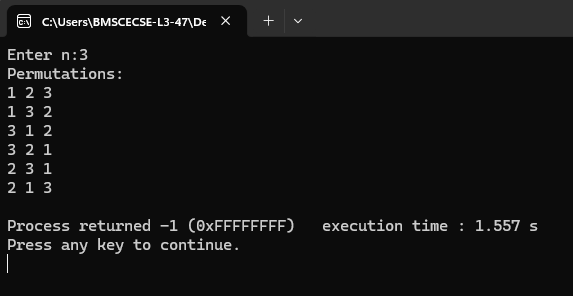 C:\Users\BMSCECSE-L3-47\De
Enter n:3
Permutations:
1 2 3
1 3 2
3 1 2
3 2 1
2 3 1
2 1 3
Process returned -1 (0xFFFFFFFF)   execution time : 1.557 s
Press any key to continue.